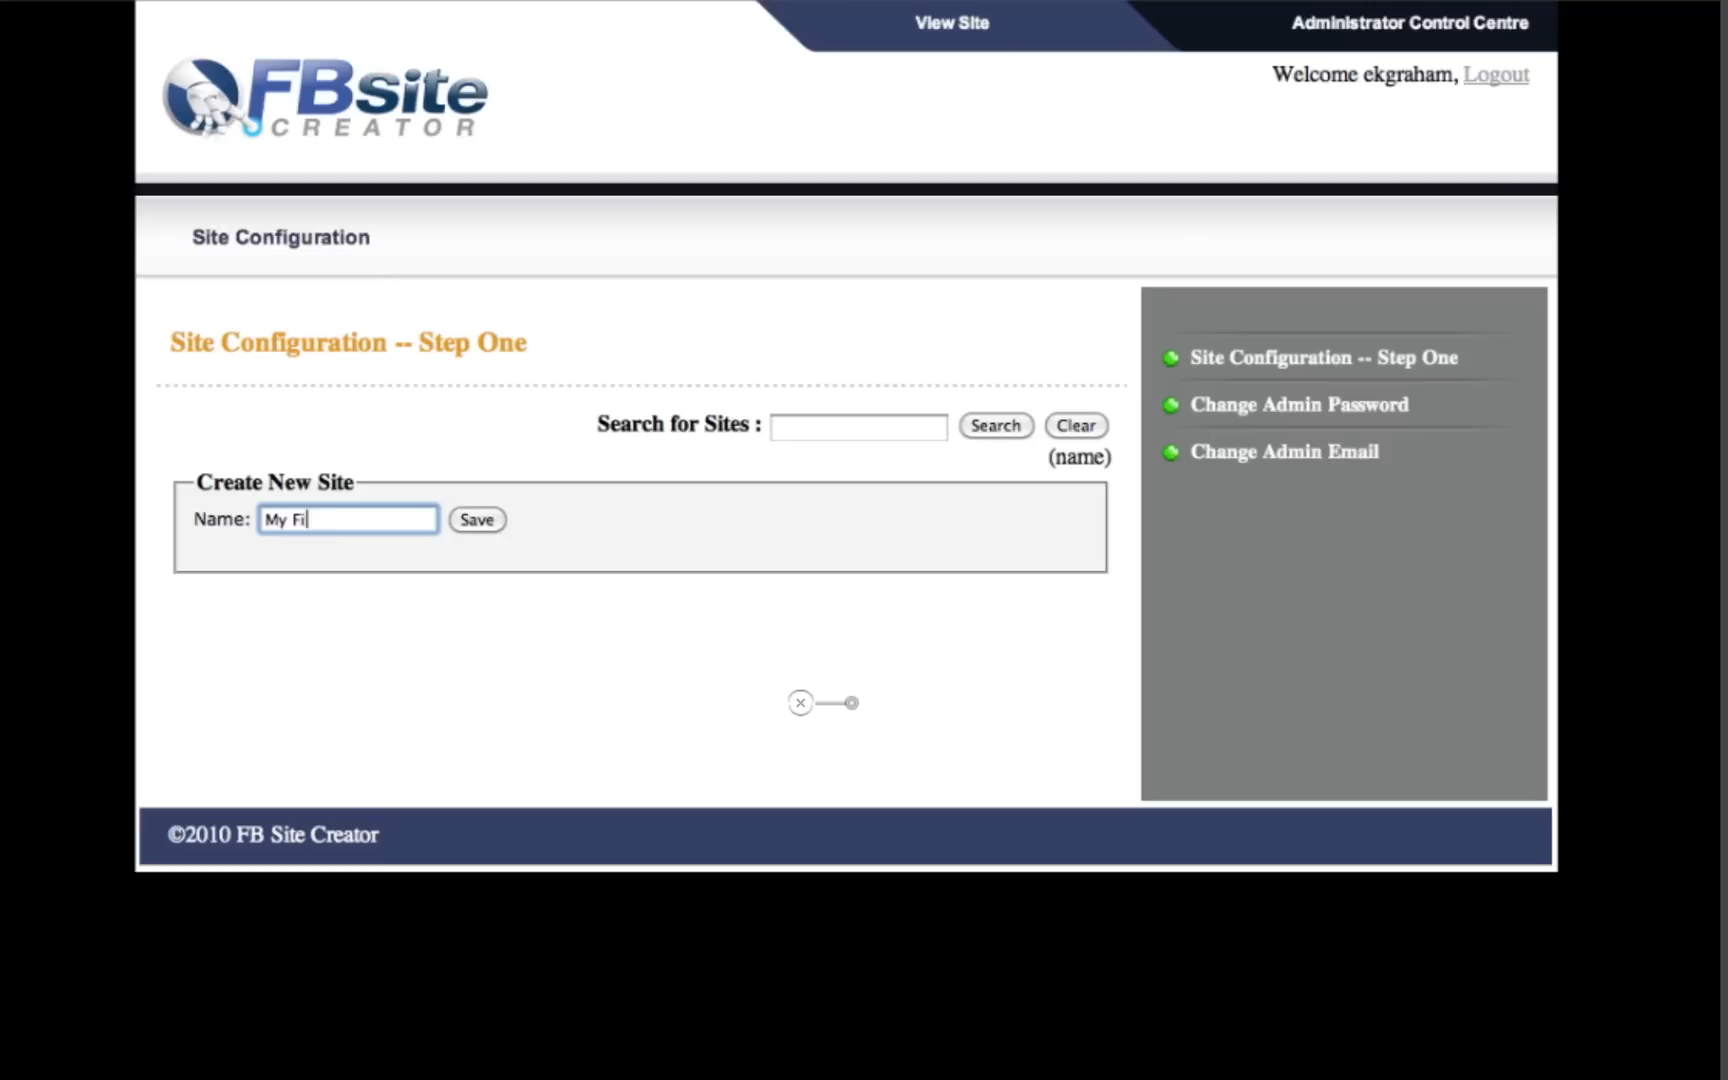 View Site
Administrator Control Centre
FBsite
CREATOR
Welcome ekgraham, Logout
Site Configuration
Site Configuration -- Step One
Search for Sites :
Search
Clear
(name)
Create New Site
Name: My Fi
Save
Site Configuration -- Step One
Change Admin Password
Change Admin Email
©2010 FB Site Creator